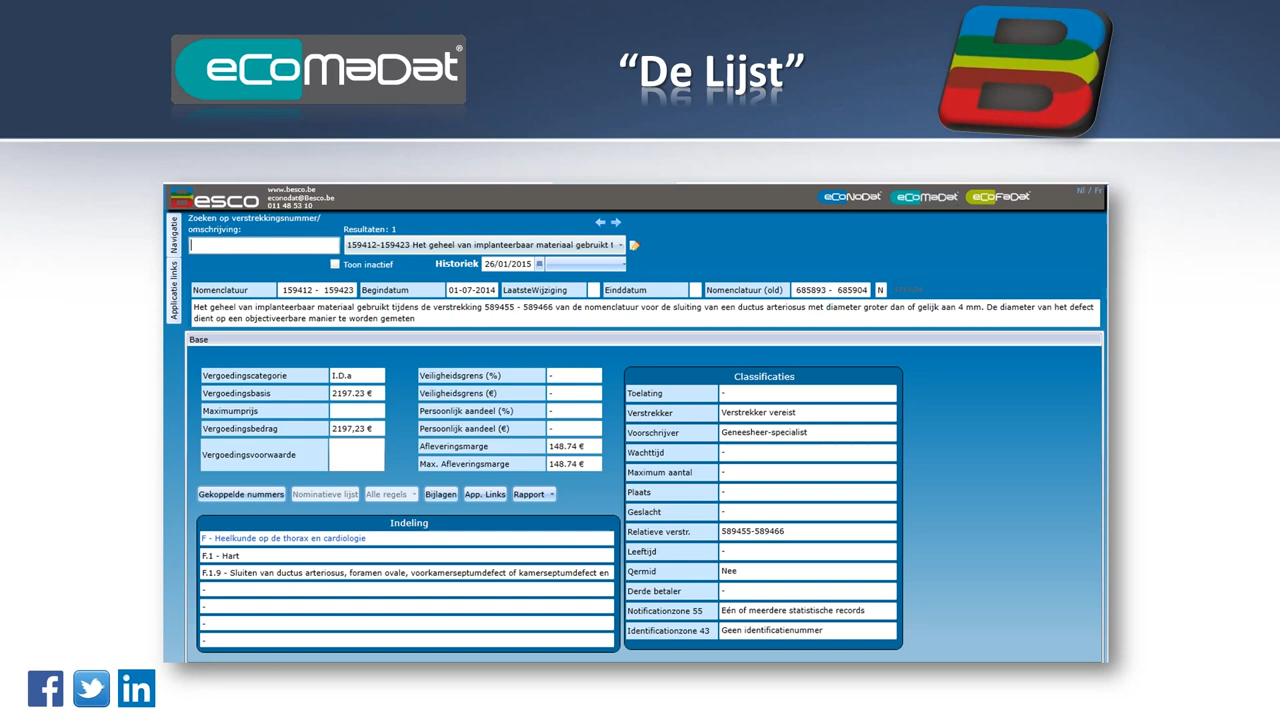 eCoMaDat®
“De Lijst”
Besco
www.besco.be
econodat@Besco.be
011 48 53 10
eCoNoDat eCoMaDat eCoFaDat
Nl / Fr
Navigatie
Applicatie links
Zoeken op verstrekkingsnummer/
omschrijving:
Resultaten: 1
159412-159423 Het geheel van implanteerbaar materiaal gebruikt t
Toon inactief
Historiek 26/01/2015
Nomenclatuur 159412 - 159423 Begindatum 01-07-2014 LaatsteWijziging Einddatum Nomenclatuur (old) 685893 - 685904 N
Het geheel van implanteerbaar materiaal gebruikt tijdens de verstrekking 589455 - 589466 van de nomenclatuur voor de sluiting van een ductus arteriosus met diameter groter dan of gelijk aan 4 mm. De diameter van het defect
dient op een objectiveerbare manier te worden gemeten
Base
Vergoedingscategorie I.D.a
Vergoedingsbasis 2197.23 €
Maximumprijs
Vergoedingsbedrag 2197,23 €
Vergoedingsvoorwaarde
Veiligheidsgrens (%) -
Veiligheidsgrens (€) -
Persoonlijk aandeel (%) -
Persoonlijk aandeel (€) -
Afleveringsmarge 148.74 €
Max. Afleveringsmarge 148.74 €
Gekoppelde nummers Nominatieve lijst Alle regels Bijlagen App. Links Rapport
Indeling
F - Heelkunde op de thorax en cardiologie
F.1 - Hart
F.1.9 - Sluiten van ductus arteriosus, foramen ovale, voorkamerseptumdefect of kamerseptumdefect en
-
-
-
-
Classificaties
Toelating -
Verstrekker Verstrekker vereist
Voorschrijver Geneesheer-specialist
Wachttijd -
Maximum aantal -
Plaats -
Geslacht -
Relatieve verstr. 589455-589466
Leeftijd -
Qermid Nee
Derde betaler -
Notificationzone 55 Eén of meerdere statistische records
Identificationzone 43 Geen identificatienummer